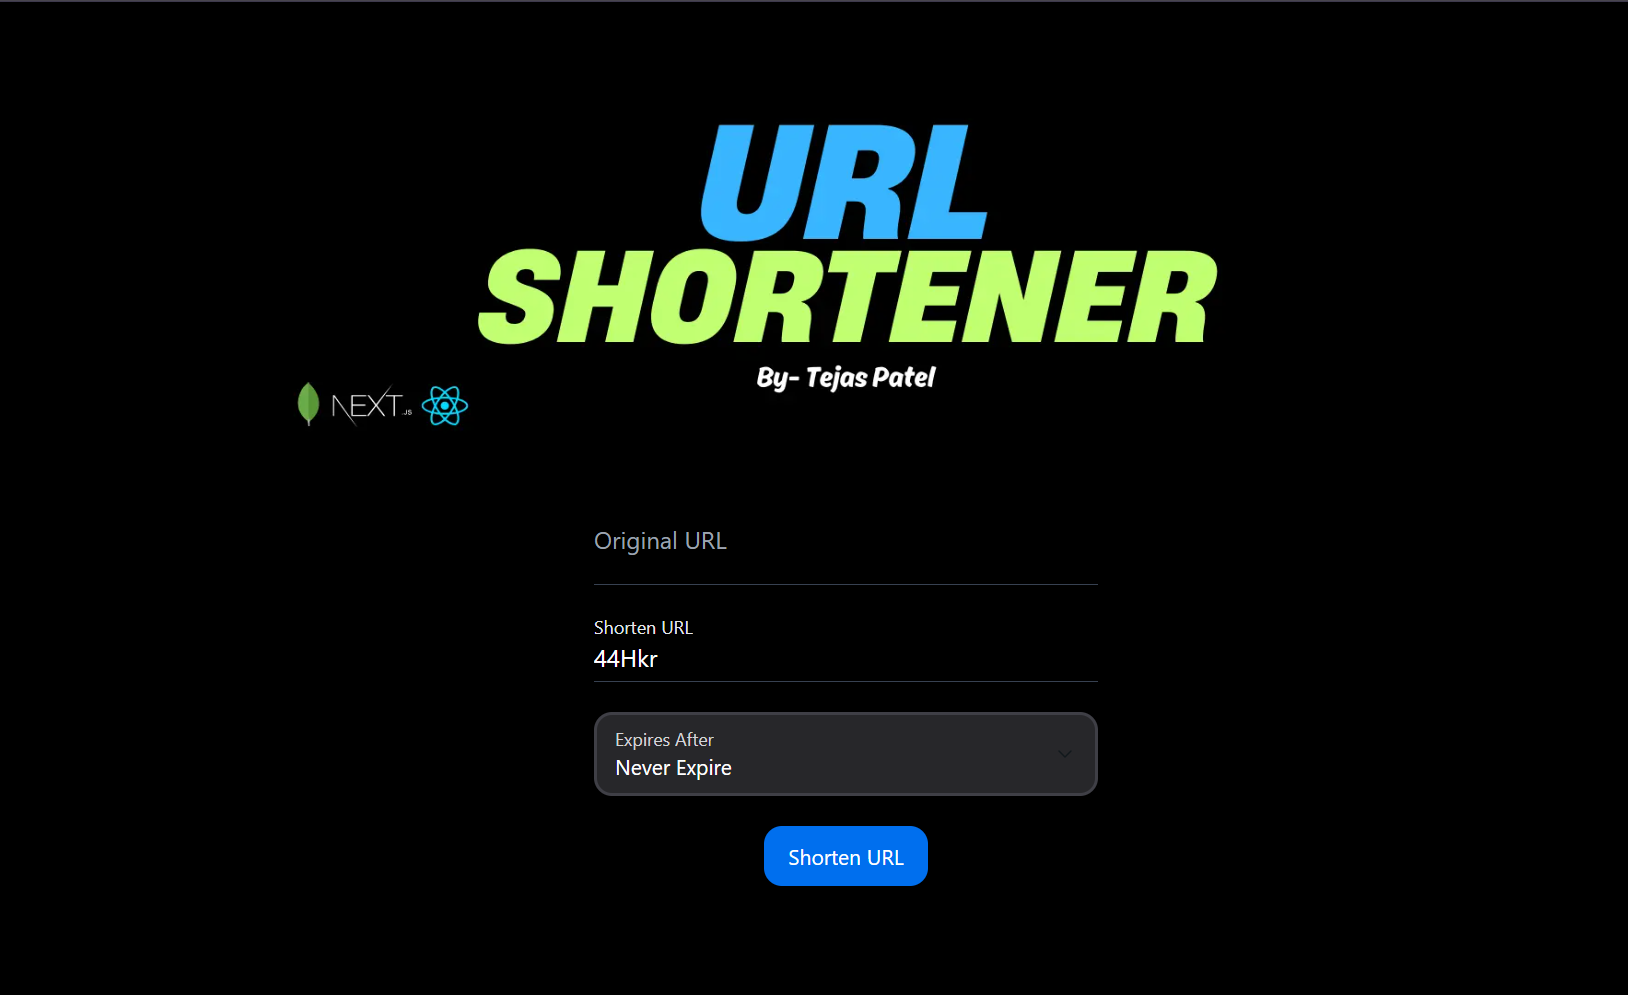 URL
SHORTENER
By- Tejas Patel
NEXT.JS
Original URL
Shorten URL
44Hkr
Expires After
Never Expire
Shorten URL